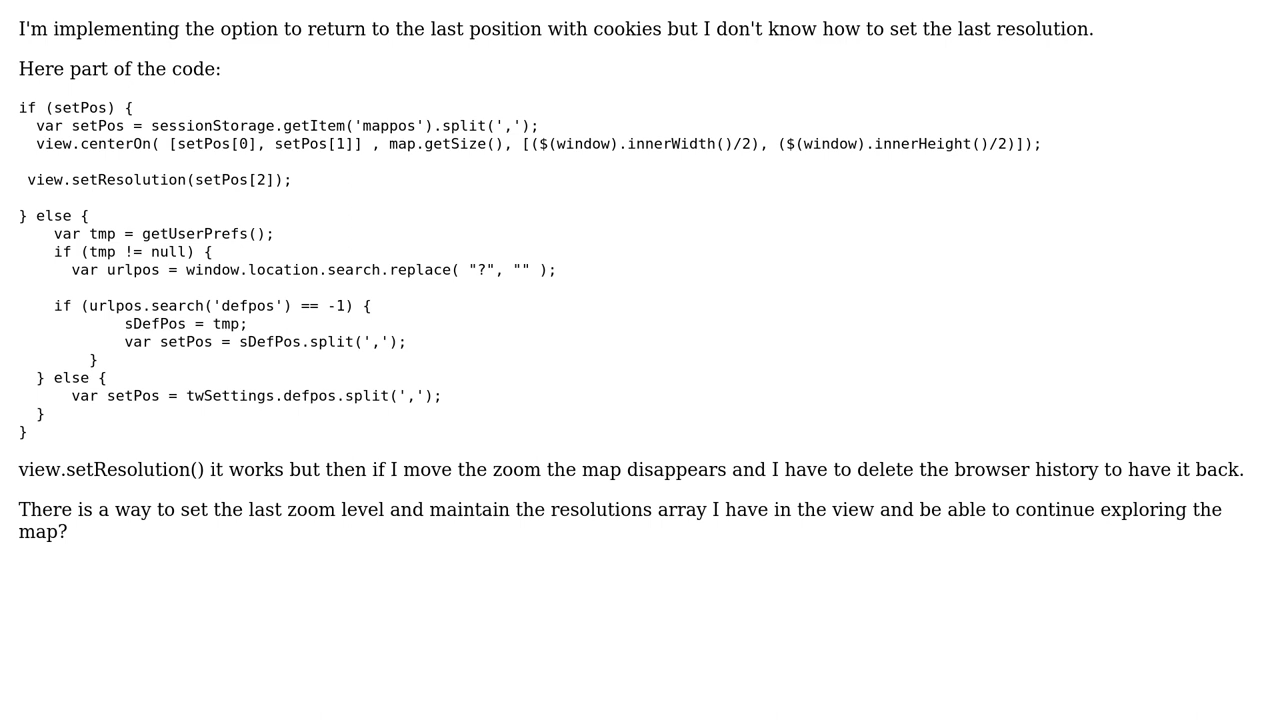 I'm implementing the option to return to the last position with cookies but I don't know how to set the last resolution.
Here part of the code:
if (setPos) {
  var setPos = sessionStorage.getItem('mappos').split(',');
  view.centerOn( [setPos[0], setPos[1]] , map.getSize(), [($(window).innerWidth()/2), ($(window).innerHeight()/2)]);
 view.setResolution(setPos[2]);
} else {
    var tmp = getUserPrefs();
    if (tmp != null) {
      var urlpos = window.location.search.replace( "?", "" );
    if (urlpos.search('defpos') == -1) {
            sDefPos = tmp;
            var setPos = sDefPos.split(',');
        }
  } else {
      var setPos = twSettings.defpos.split(',');
  }
}
view.setResolution() it works but then if I move the zoom the map disappears and I have to delete the browser history to have it back.
There is a way to set the last zoom level and maintain the resolutions array I have in the view and be able to continue exploring the
map?